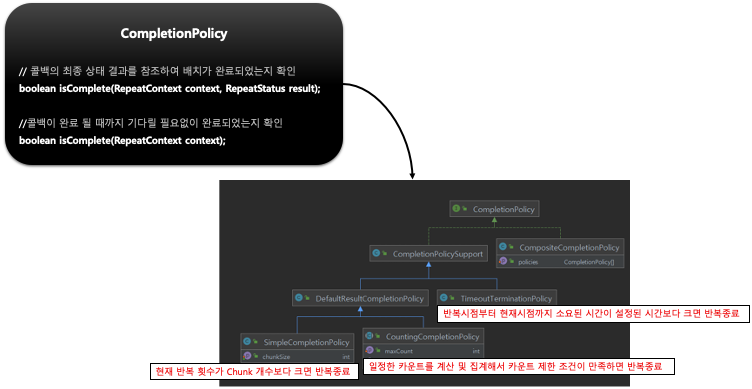 CompletionPolicy
// 콜백의 최종 상태 결과를 참조하여 배치가 완료되었는지 확인
boolean isComplete(RepeatContext context, RepeatStatus result);
//콜백이 완료 될 때까지 기다릴 필요없이 완료되었는지 확인
boolean isComplete(RepeatContext context);
I CompletionPolicy
C CompletionPolicySupport
C CompositeCompletionPolicy
p policies CompletionPolicy[]
C DefaultResultCompletionPolicy
C TimeoutTerminationPolicy
반복시점부터 현재시점까지 소요된 시간이 설정된 시간보다 크면 반복종료
C SimpleCompletionPolicy
p chunkSize int
C CountingCompletionPolicy
p maxCount int
현재 반복 횟수가 Chunk 개수보다 크면 반복종료
일정한 카운트를 계산 및 집계해서 카운트 제한 조건이 만족하면 반복종료